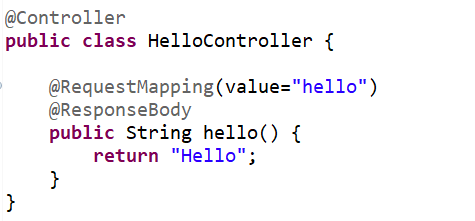 @Controller
public class HelloController {
@RequestMapping(value="hello")
@ResponseBody
public String hello() {
return "Hello";
}
}